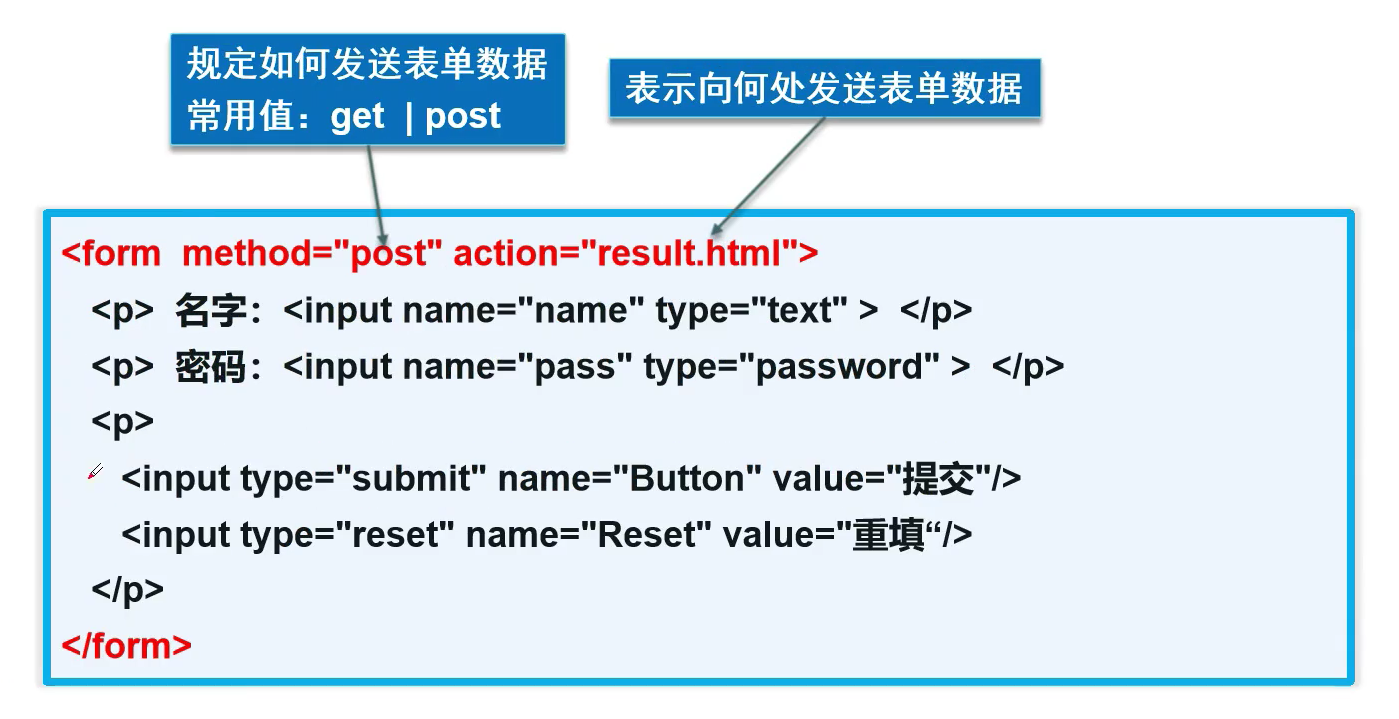 规定如何发送表单数据
常用值：get | post
表示向何处发送表单数据
<form method="post" action="result.html">
<p> 名字：<input name="name" type="text" > </p>
<p> 密码：<input name="pass" type="password" > </p>
<p>
<input type="submit" name="Button" value="提交"/>
<input type="reset" name="Reset" value="重填“/>
</p>
</form>